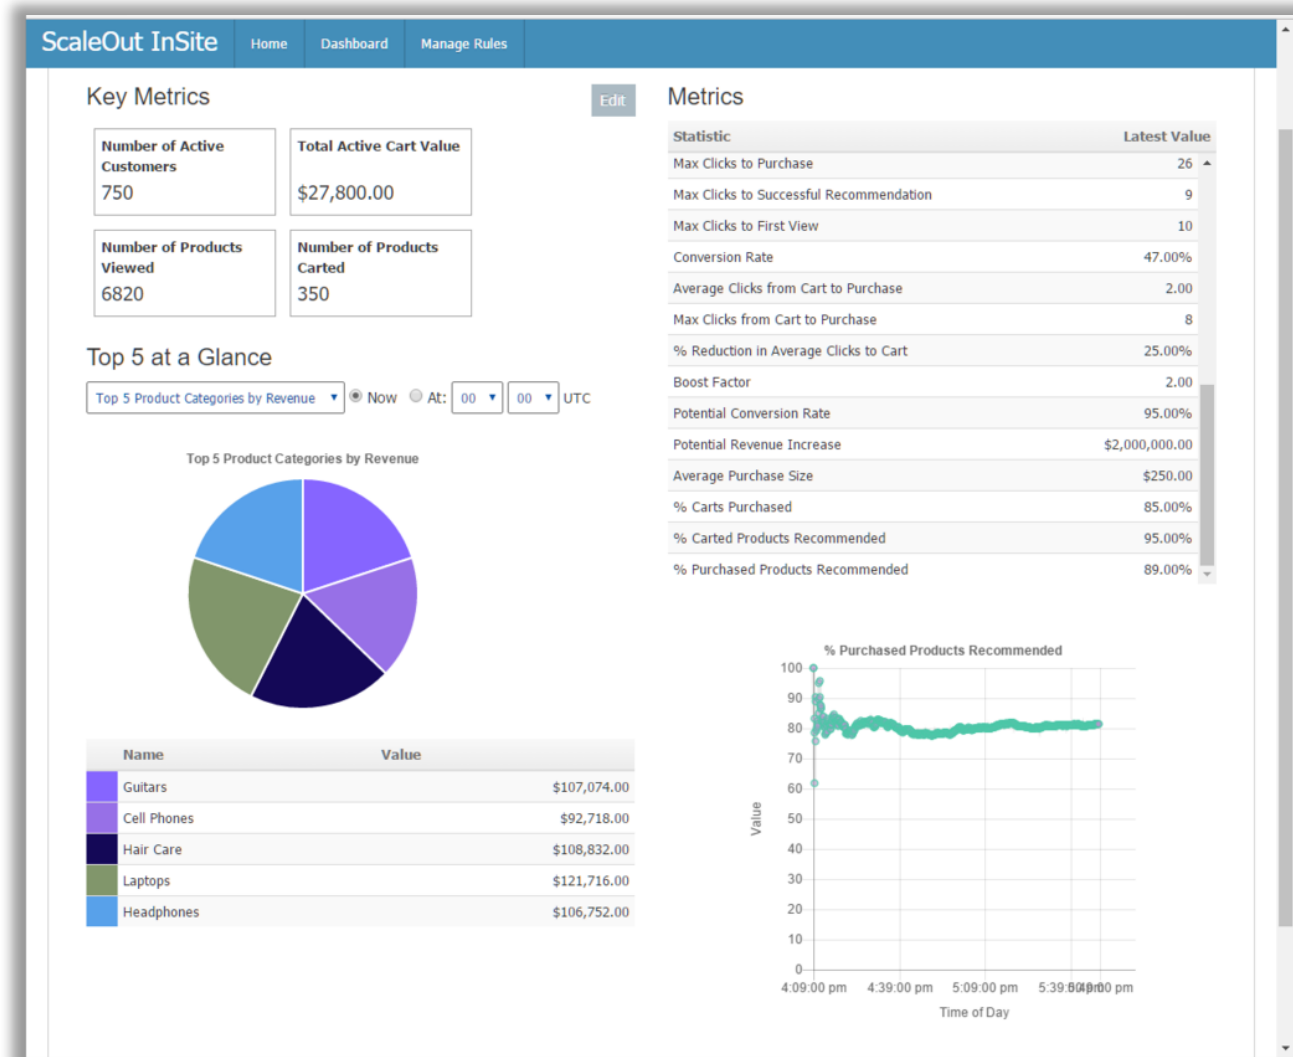 ScaleOut InSite Home Dashboard Manage Rules
Key Metrics
Edit
Number of Active
Customers
750
Total Active Cart Value
$27,800.00
Number of Products
Viewed
6820
Number of Products
Carted
350
Top 5 at a Glance
Top 5 Product Categories by Revenue Now At: 00 00 UTC
Top 5 Product Categories by Revenue
Name Value
Guitars $107,074.00
Cell Phones $92,718.00
Hair Care $108,832.00
Laptops $121,716.00
Headphones $106,752.00
Metrics
Statistic Latest Value
Max Clicks to Purchase 26
Max Clicks to Successful Recommendation 9
Max Clicks to First View 10
Conversion Rate 47.00%
Average Clicks from Cart to Purchase 2.00
Max Clicks from Cart to Purchase 8
% Reduction in Average Clicks to Cart 25.00%
Boost Factor 2.00
Potential Conversion Rate 95.00%
Potential Revenue Increase $2,000,000.00
Average Purchase Size $250.00
% Carts Purchased 85.00%
% Carted Products Recommended 95.00%
% Purchased Products Recommended 89.00%
% Purchased Products Recommended
100
90
80
70
60
50
40
30
20
10
0
Value
4:09:00 pm 4:39:00 pm 5:09:00 pm
Time of Day